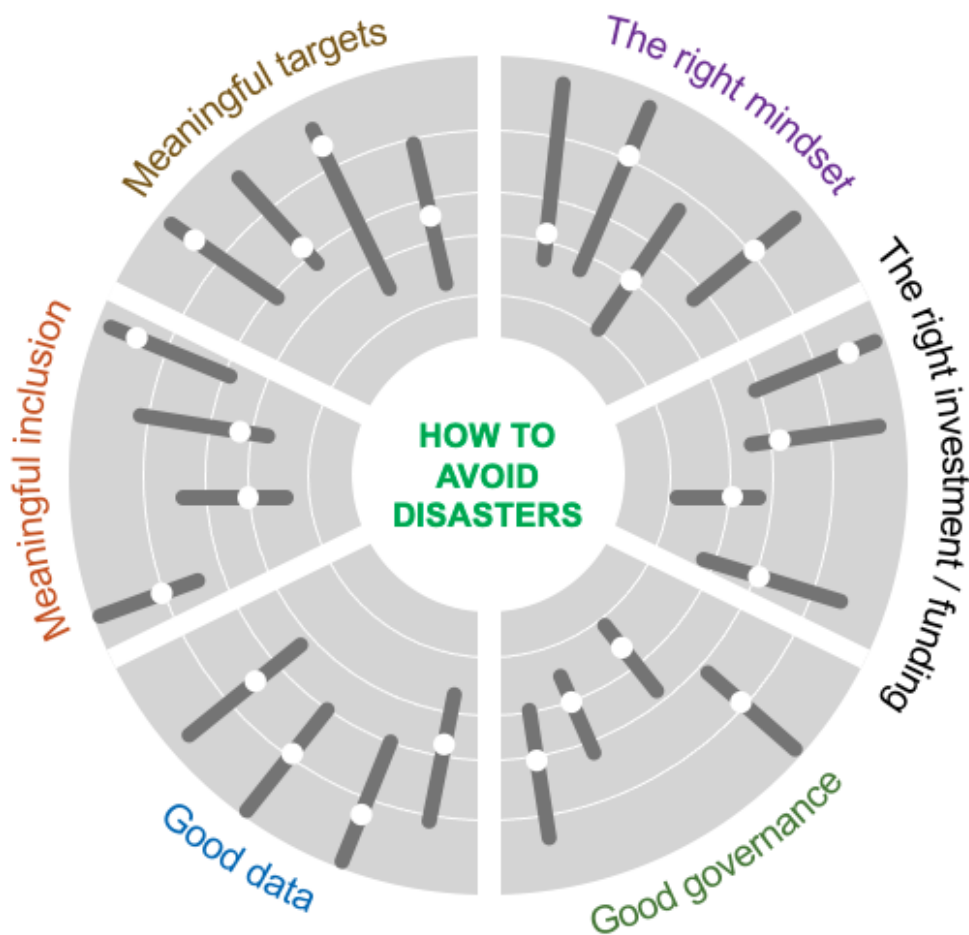 Meaningful targets
The right mindset
The right investment / funding
Good governance
Good data
Meaningful inclusion
HOW TO
AVOID
DISASTERS